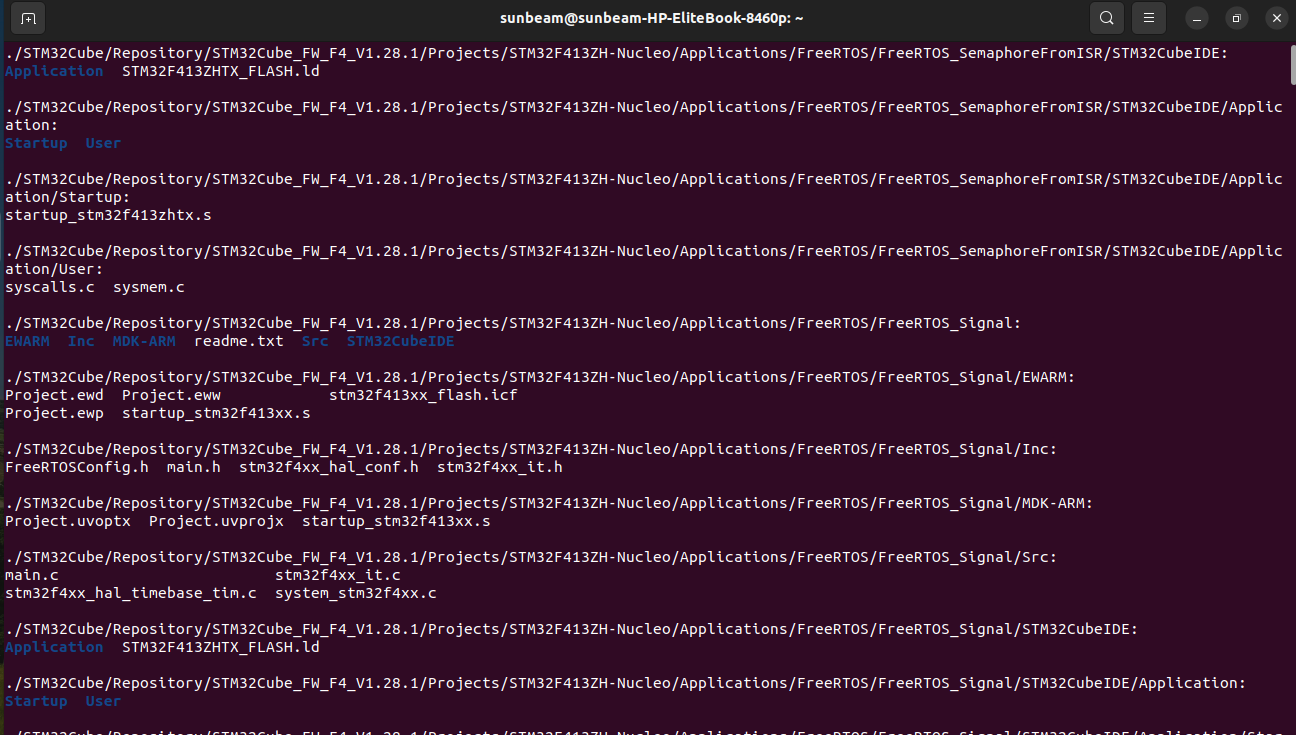 sunbeam@sunbeam-HP-EliteBook-8460p: ~
./STM32Cube/Repository/STM32Cube_FW_F4_V1.28.1/Projects/STM32F413ZH-Nucleo/Applications/FreeRTOS/FreeRTOS_SemaphoreFromISR/STM32CubeIDE:
Application  STM32F413ZHTX_FLASH.ld
./STM32Cube/Repository/STM32Cube_FW_F4_V1.28.1/Projects/STM32F413ZH-Nucleo/Applications/FreeRTOS/FreeRTOS_SemaphoreFromISR/STM32CubeIDE/Applic
ation:
Startup  User
./STM32Cube/Repository/STM32Cube_FW_F4_V1.28.1/Projects/STM32F413ZH-Nucleo/Applications/FreeRTOS/FreeRTOS_SemaphoreFromISR/STM32CubeIDE/Applic
ation/Startup:
startup_stm32f413zhtx.s
./STM32Cube/Repository/STM32Cube_FW_F4_V1.28.1/Projects/STM32F413ZH-Nucleo/Applications/FreeRTOS/FreeRTOS_SemaphoreFromISR/STM32CubeIDE/Applic
ation/User:
syscalls.c  sysmem.c
./STM32Cube/Repository/STM32Cube_FW_F4_V1.28.1/Projects/STM32F413ZH-Nucleo/Applications/FreeRTOS/FreeRTOS_Signal:
EWARM  Inc  MDK-ARM  readme.txt  Src  STM32CubeIDE
./STM32Cube/Repository/STM32Cube_FW_F4_V1.28.1/Projects/STM32F413ZH-Nucleo/Applications/FreeRTOS/FreeRTOS_Signal/EWARM:
Project.ewd  Project.eww            stm32f413xx_flash.icf
Project.ewp  startup_stm32f413xx.s
./STM32Cube/Repository/STM32Cube_FW_F4_V1.28.1/Projects/STM32F413ZH-Nucleo/Applications/FreeRTOS/FreeRTOS_Signal/Inc:
FreeRTOSConfig.h  main.h  stm32f4xx_hal_conf.h  stm32f4xx_it.h
./STM32Cube/Repository/STM32Cube_FW_F4_V1.28.1/Projects/STM32F413ZH-Nucleo/Applications/FreeRTOS/FreeRTOS_Signal/MDK-ARM:
Project.uvoptx  Project.uvprojx  startup_stm32f413xx.s
./STM32Cube/Repository/STM32Cube_FW_F4_V1.28.1/Projects/STM32F413ZH-Nucleo/Applications/FreeRTOS/FreeRTOS_Signal/Src:
main.c                        stm32f4xx_it.c
stm32f4xx_hal_timebase_tim.c  system_stm32f4xx.c
./STM32Cube/Repository/STM32Cube_FW_F4_V1.28.1/Projects/STM32F413ZH-Nucleo/Applications/FreeRTOS/FreeRTOS_Signal/STM32CubeIDE:
Application  STM32F413ZHTX_FLASH.ld
./STM32Cube/Repository/STM32Cube_FW_F4_V1.28.1/Projects/STM32F413ZH-Nucleo/Applications/FreeRTOS/FreeRTOS_Signal/STM32CubeIDE/Application:
Startup  User